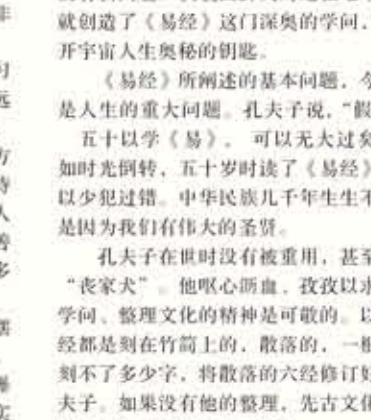 就创造了《易经》这门深奥的学问，
开宇宙人生奥秘的钥匙。
《易经》所阐述的基本问题，今
是人生的重大问题。孔夫子说，“假
五十以学《易》，可以无大过矣
如时光倒转，五十岁时读了《易经》
以少犯过错。中华民族几千年生生不
是因为我们有伟大的圣贤。
孔夫子在世时没有被重用，甚至
“丧家犬”。他呕心沥血、孜孜以求
学问、整理文化的精神是可敬的。以
经都是刻在竹简上的，散落的，一根
刻不了多少字，将散落的六经修订好
夫子。如果没有他的整理，先古文化